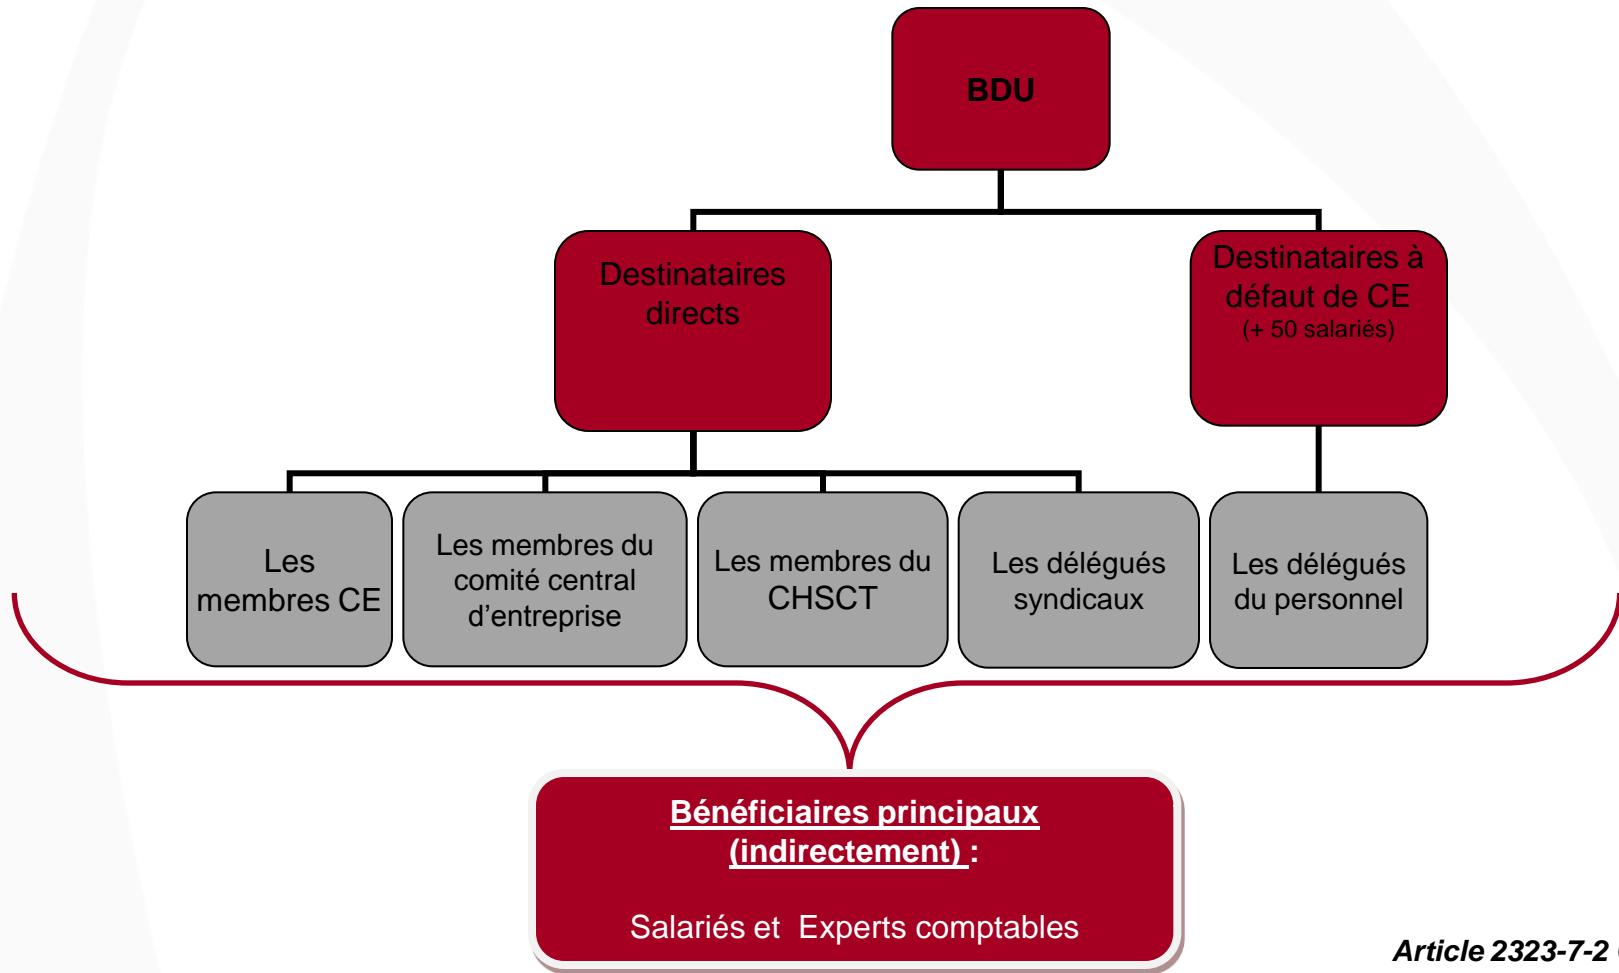 BDU
Destinataires
directs
Destinataires à
défaut de CE
(+ 50 salariés)
Les
membres CE
Les membres du
comité central
d’entreprise
Les membres du
CHSCT
Les délégués
syndicaux
Les délégués
du personnel
Bénéficiaires principaux
(indirectement) :
Salariés et Experts comptables
Article 2323-7-2